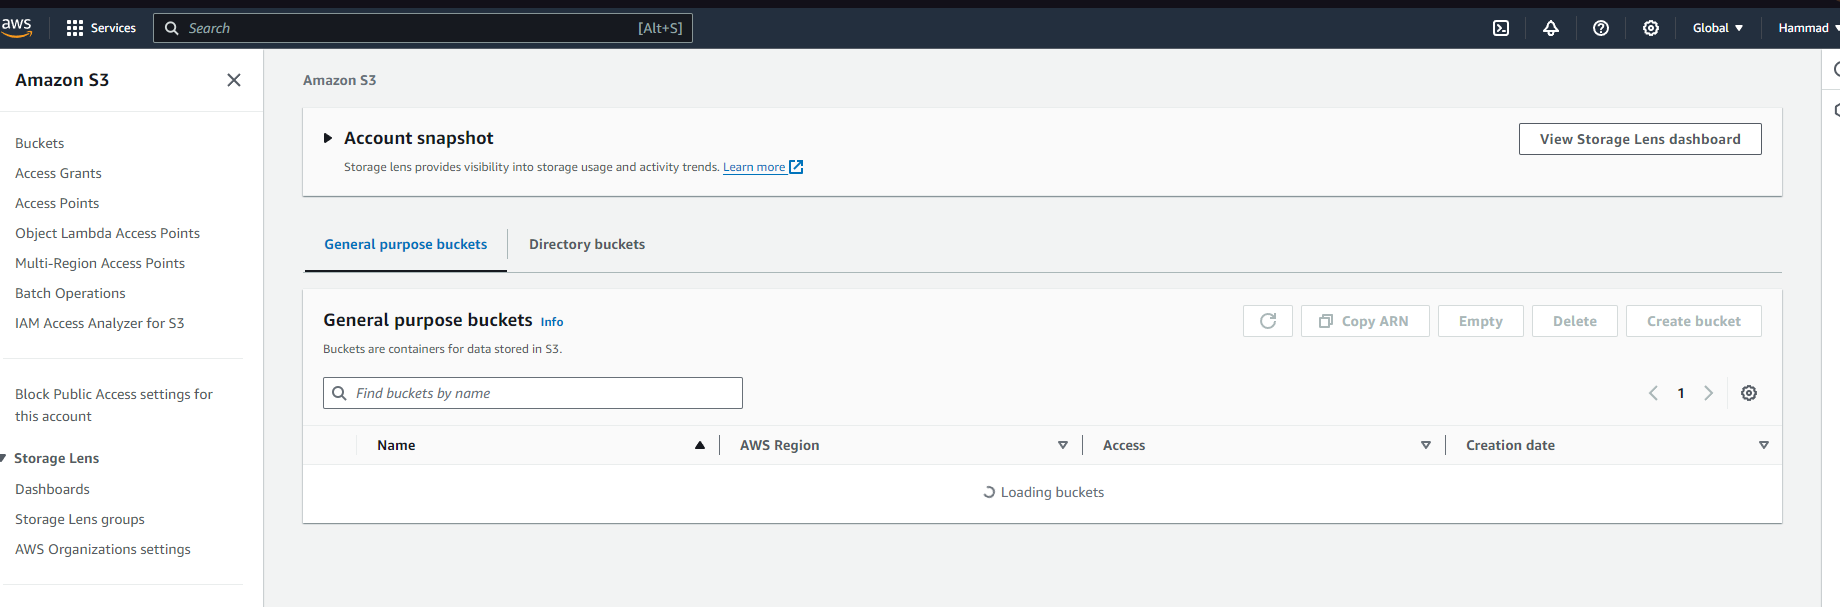 aws
Services
Search
[Alt+S]
Global
Hammad
Amazon S3
Buckets
Access Grants
Access Points
Object Lambda Access Points
Multi-Region Access Points
Batch Operations
IAM Access Analyzer for S3
Block Public Access settings for
this account
Storage Lens
Dashboards
Storage Lens groups
AWS Organizations settings
Amazon S3
Account snapshot
View Storage Lens dashboard
Storage lens provides visibility into storage usage and activity trends. Learn more
General purpose buckets
Directory buckets
General purpose buckets Info
Copy ARN
Empty
Delete
Create bucket
Buckets are containers for data stored in S3.
Find buckets by name
1
Name
AWS Region
Access
Creation date
Loading buckets